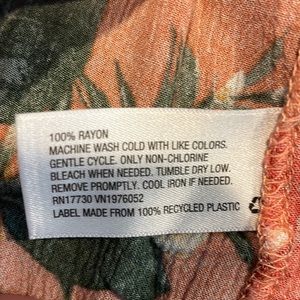 100% RAYON
MACHINE WASH COLD WITH LIKE COLORS.
GENTLE CYCLE. ONLY NON-CHLORINE
BLEACH WHEN NEEDED. TUMBLE DRY LOW.
REMOVE PROMPTLY. COOL IRON IF NEEDED.
RN17730 VN1976052
LABEL MADE FROM 100% RECYCLED PLASTIC